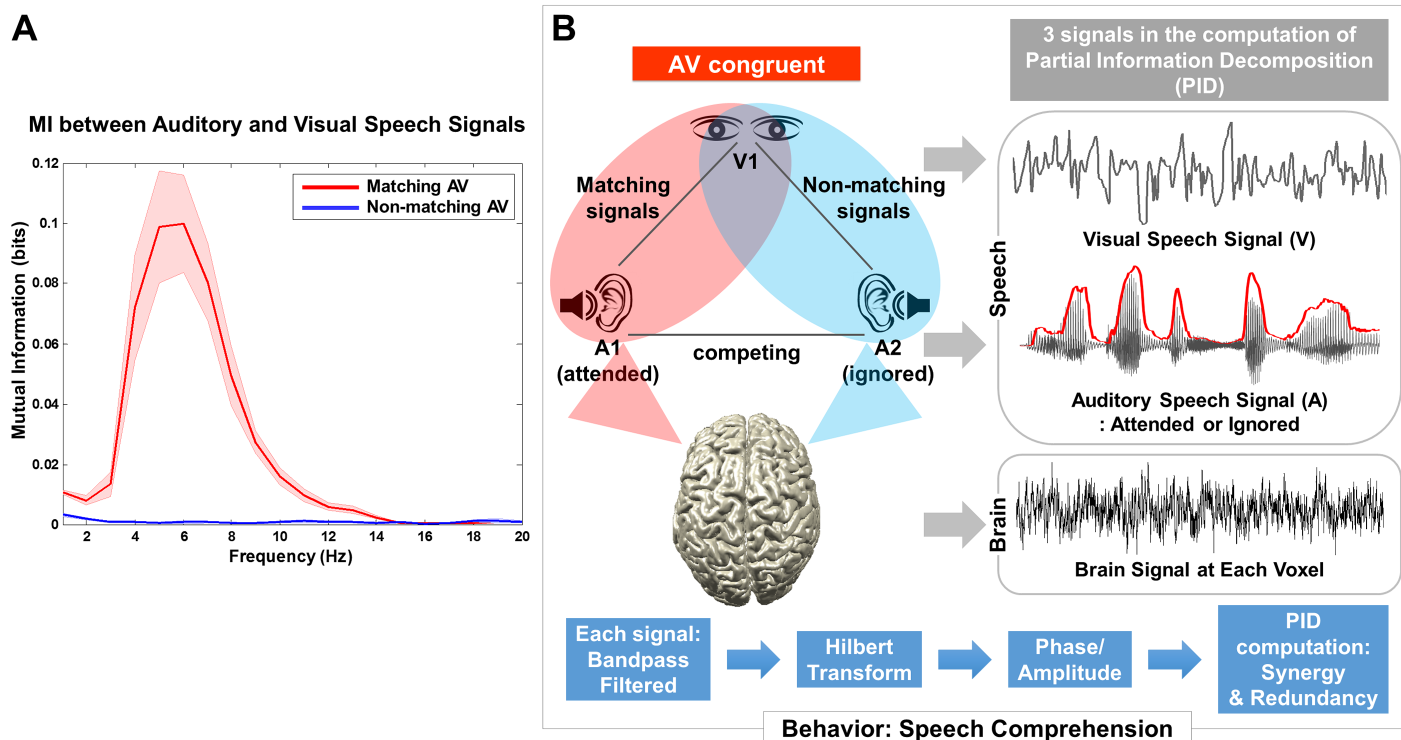 A
MI between Auditory and Visual Speech Signals
0.12
0.1
0.08
0.06
0.04
0.02
0
Mutual Information (bits)
Matching AV
Non-matching AV
2 4 6 8 10 12 14 16 18 20
Frequency (Hz)
B
AV congruent
V1
Matching
signals
Non-matching
signals
A1
(attended)
competing
A2
(ignored)
3 signals in the computation of
Partial Information Decomposition
(PID)
Speech
Visual Speech Signal (V)
Auditory Speech Signal (A)
: Attended or Ignored
Brain
Brain Signal at Each Voxel
Each signal:
Bandpass
Filtered
Hilbert
Transform
Phase/
Amplitude
PID
computation:
Synergy
& Redundancy
Behavior: Speech Comprehension